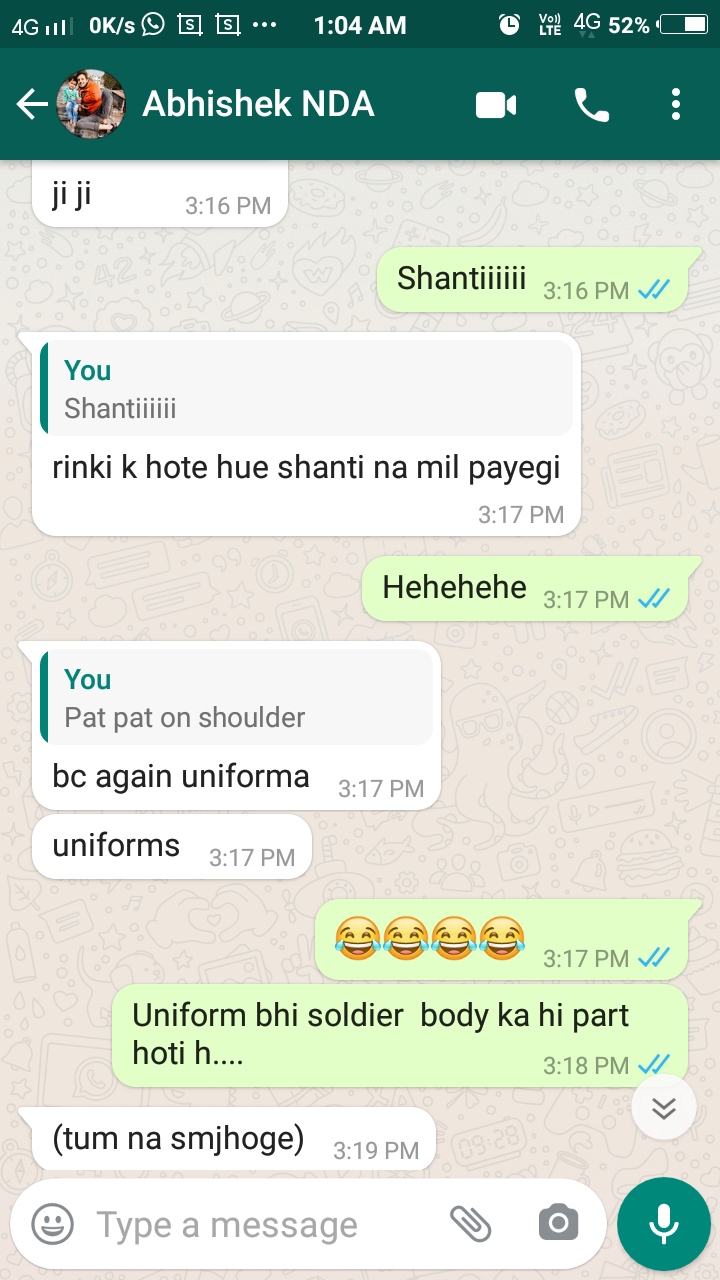 4G 0K/s S S ... 1:04 AM Vo)) LTE 4G 52%
Abhishek NDA
ji ji 3:16 PM
Shantiiiiii 3:16 PM
You
Shantiiiiii
rinki k hote hue shanti na mil payegi
3:17 PM
Hehehehe 3:17 PM
You
Pat pat on shoulder
bc again uniforma 3:17 PM
uniforms 3:17 PM
😂😂😂😂 3:17 PM
Uniform bhi soldier body ka hi part
hoti h.... 3:18 PM
(tum na smjhoge) 3:19 PM
Type a message